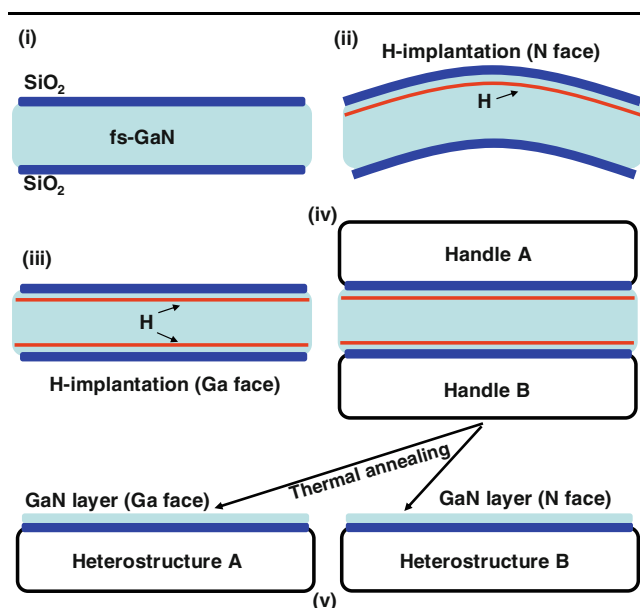 (i)
SiO₂
fs-GaN
SiO₂
(ii)
H-implantation (N face)
H
(iii)
H
H-implantation (Ga face)
(iv)
Handle A
Handle B
Thermal annealing
GaN layer (Ga face)
Heterostructure A
GaN layer (N face)
Heterostructure B
(v)